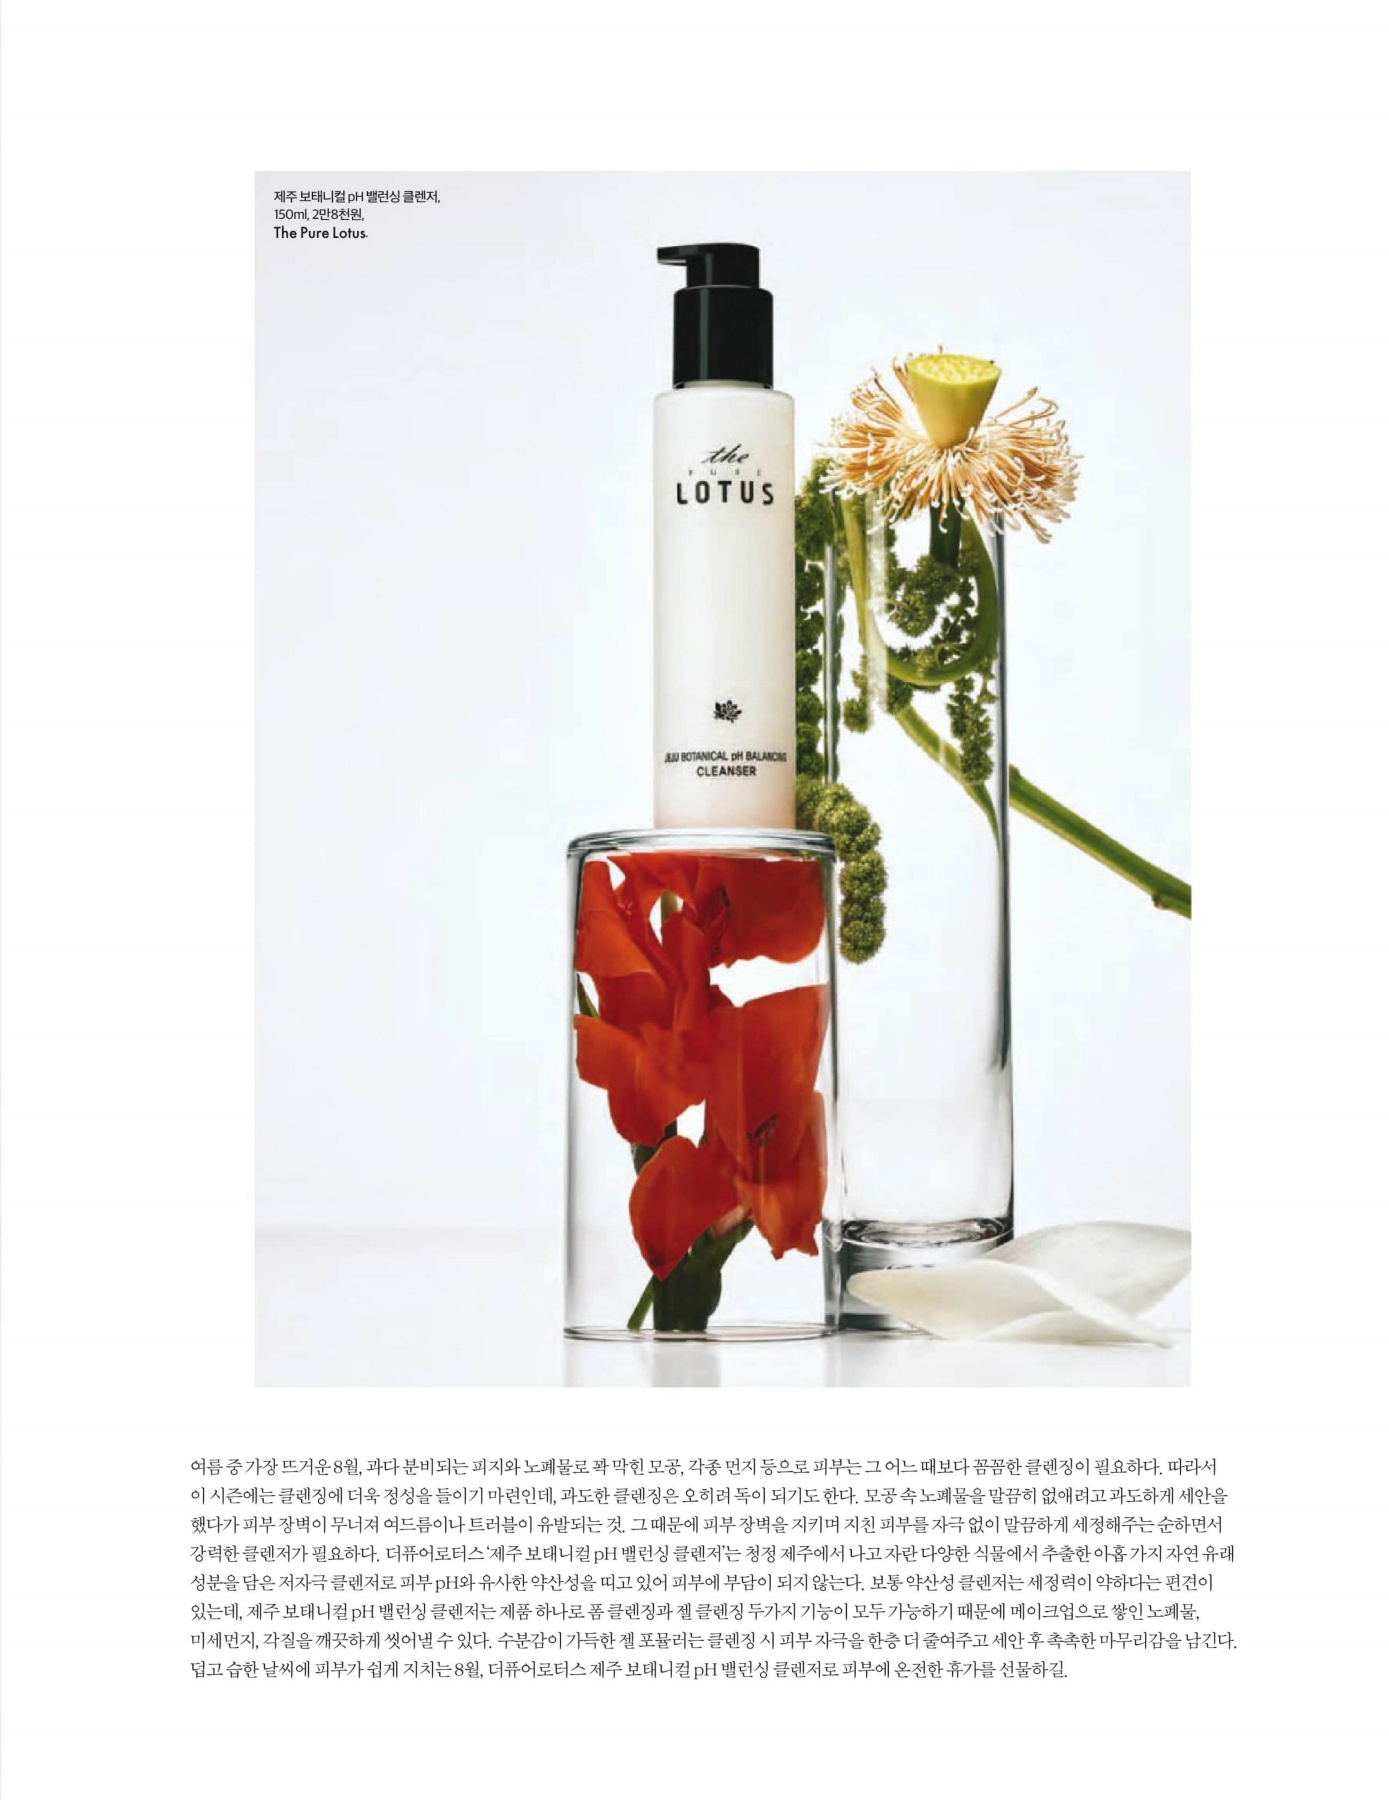 제주 보태니컬 pH 밸런싱 클렌저,
150ml, 2만8천원,
The Pure Lotus.
the
PURE
LOTUS
JEJU BOTANICAL pH BALANCING
CLEANSER
여름 중 가장 뜨거운 8월, 과다 분비되는 피지와 노폐물로 꽉 막힌 모공, 각종 먼지 등으로 피부는 그 어느 때보다 꼼꼼한 클렌징이 필요하다. 따라서
이 시즌에는 클렌징에 더욱 정성을 들이기 마련인데, 과도한 클렌징은 오히려 독이 되기도 한다. 모공 속 노폐물을 말끔히 없애려고 과도하게 세안을
했다가 피부 장벽이 무너져 여드름이나 트러블이 유발되는 것. 그 때문에 피부 장벽을 지키며 지친 피부를 자극 없이 말끔하게 세정해주는 순하면서
강력한 클렌저가 필요하다. 더퓨어로터스 ‘제주 보태니컬 pH 밸런싱 클렌저’는 청정 제주에서 나고 자란 다양한 식물에서 추출한 아홉 가지 자연 유래
성분을 담은 저자극 클렌저로 피부 pH와 유사한 약산성을 띠고 있어 피부에 부담이 되지 않는다. 보통 약산성 클렌저는 세정력이 약하다는 편견이
있는데, 제주 보태니컬 pH 밸런싱 클렌저는 제품 하나로 폼 클렌징과 젤 클렌징 두가지 기능이 모두 가능하기 때문에 메이크업으로 쌓인 노폐물,
미세먼지, 각질을 깨끗하게 씻어낼 수 있다. 수분감이 가득한 젤 포뮬러는 클렌징 시 피부 자극을 한층 더 줄여주고 세안 후 촉촉한 마무리감을 남긴다.
덥고 습한 날씨에 피부가 쉽게 지치는 8월, 더퓨어로터스 제주 보태니컬 pH 밸런싱 클렌저로 피부에 온전한 휴가를 선물하길.